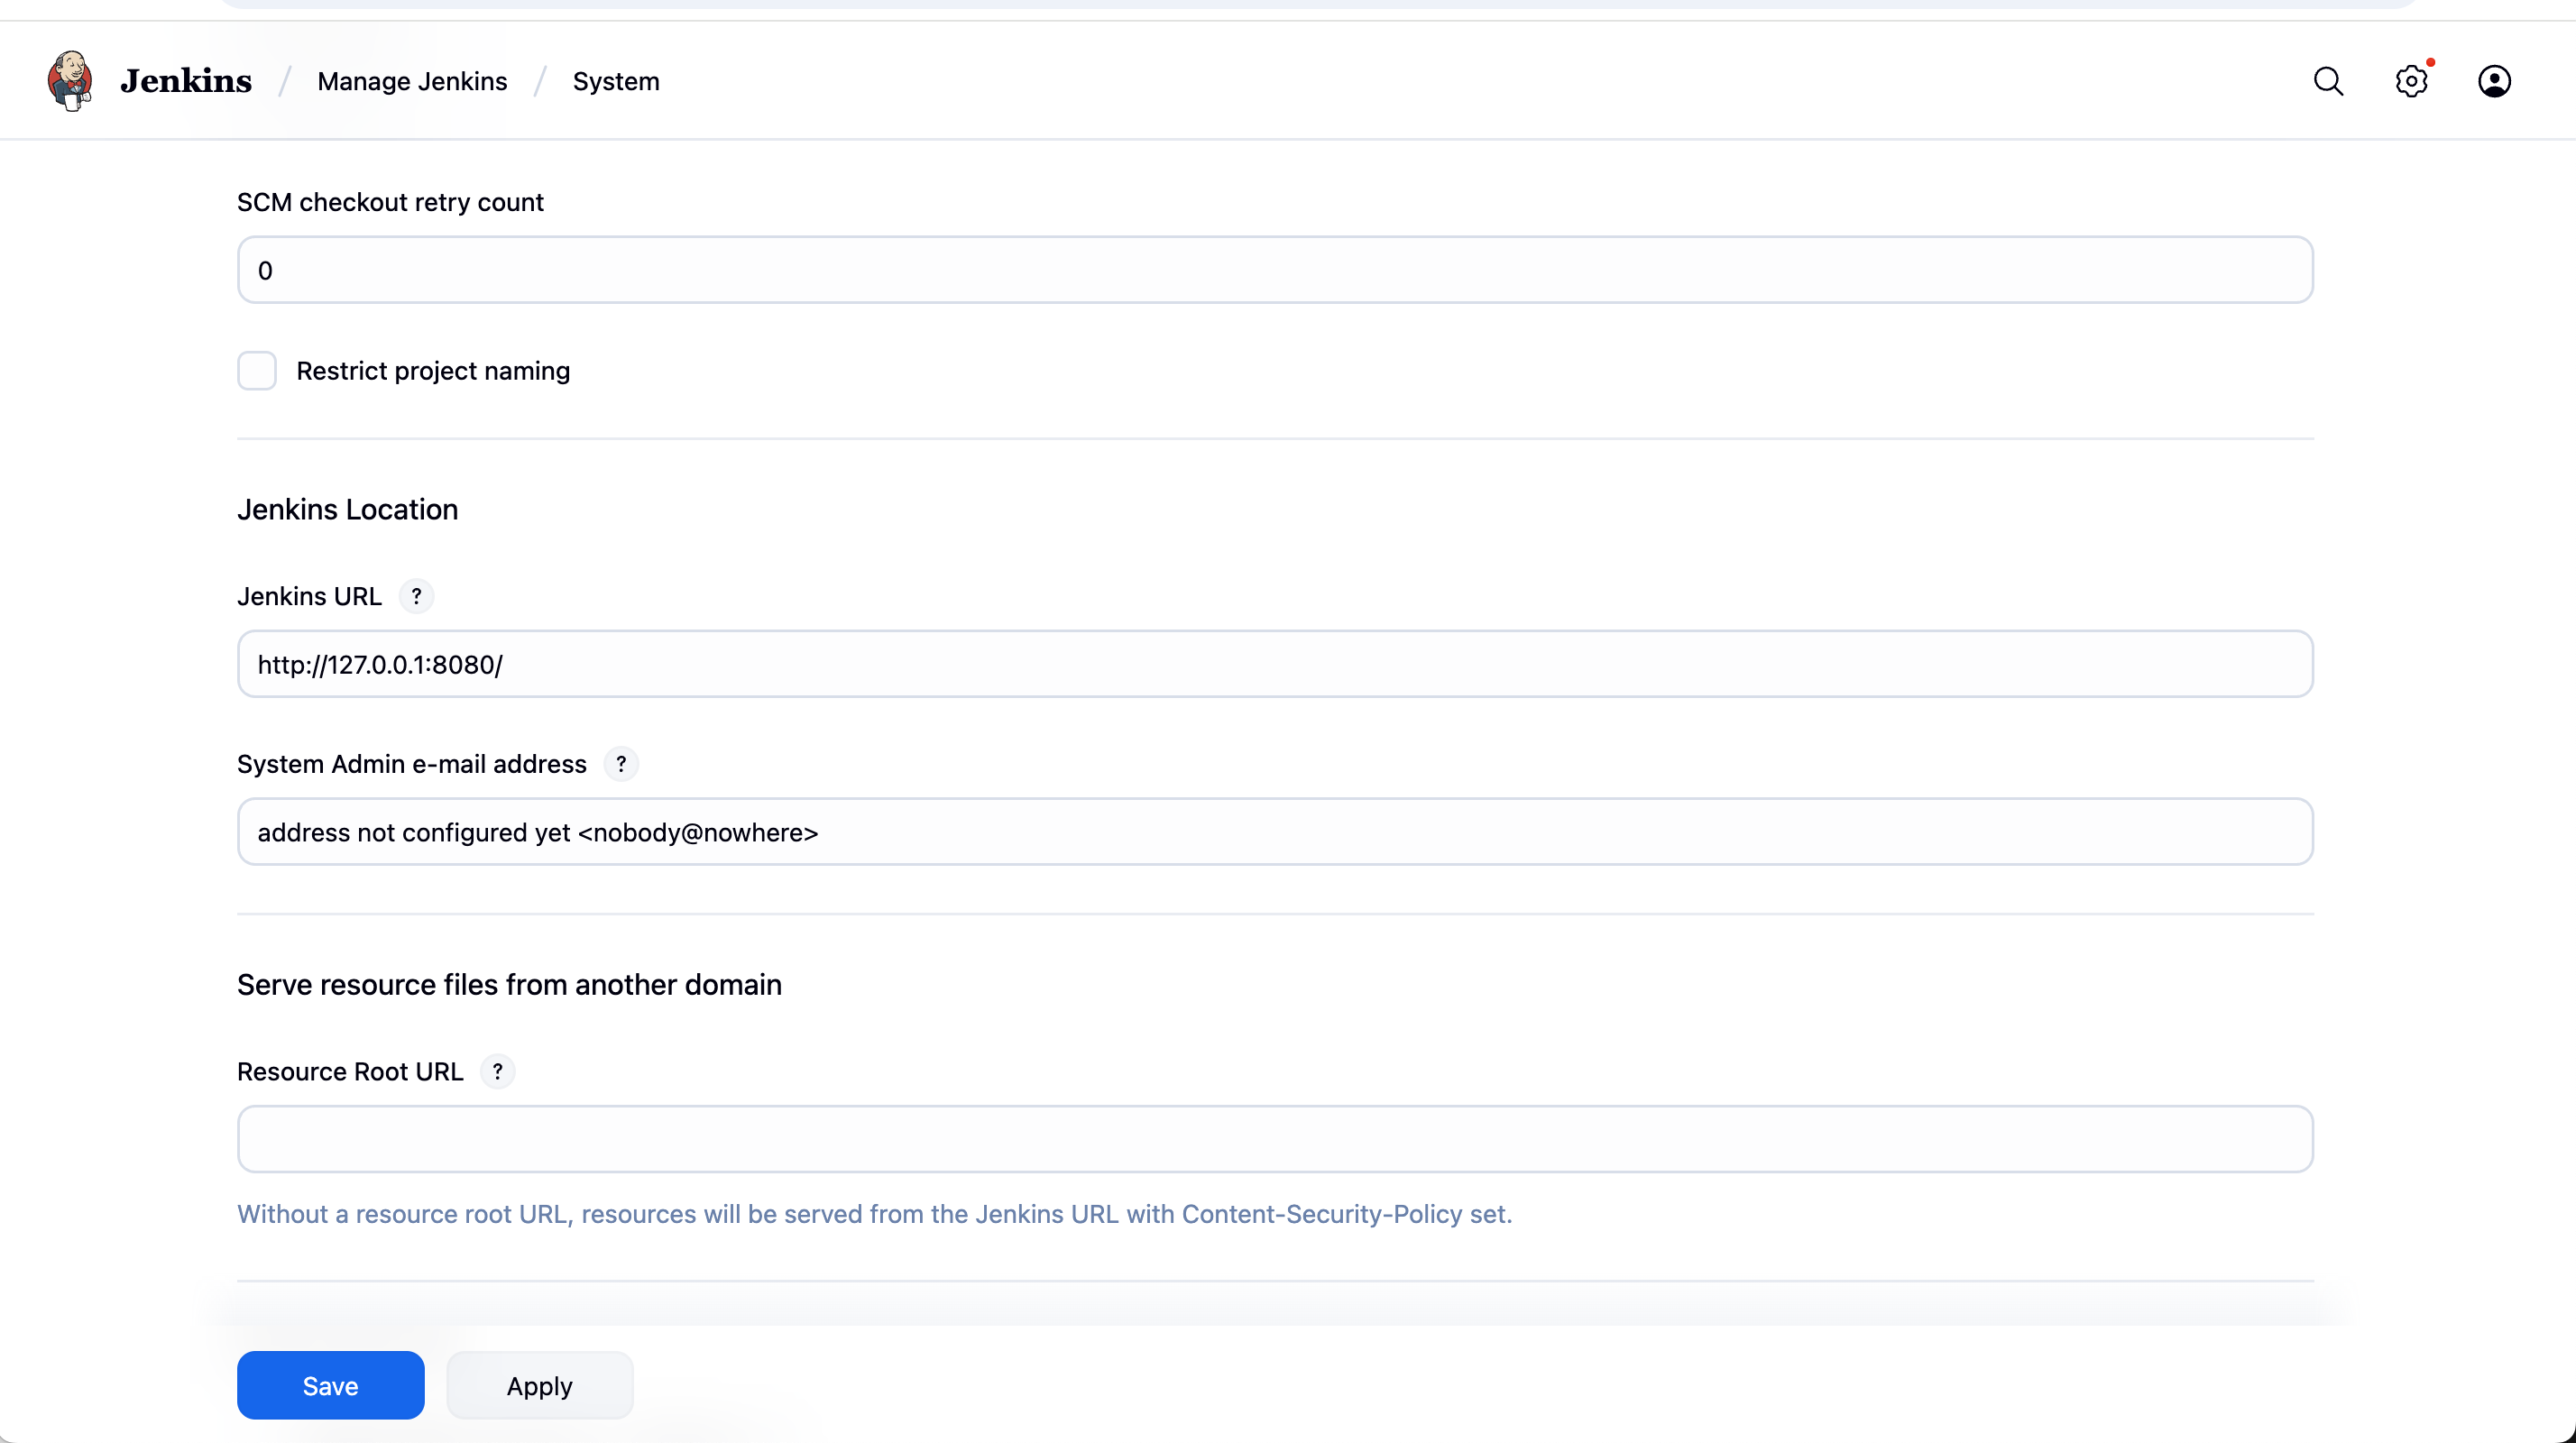 Jenkins / Manage Jenkins / System
SCM checkout retry count
0
Restrict project naming
Jenkins Location
Jenkins URL ?
http://127.0.0.1:8080/
System Admin e-mail address ?
address not configured yet <nobody@nowhere>
Serve resource files from another domain
Resource Root URL ?
Without a resource root URL, resources will be served from the Jenkins URL with Content-Security-Policy set.
Save Apply